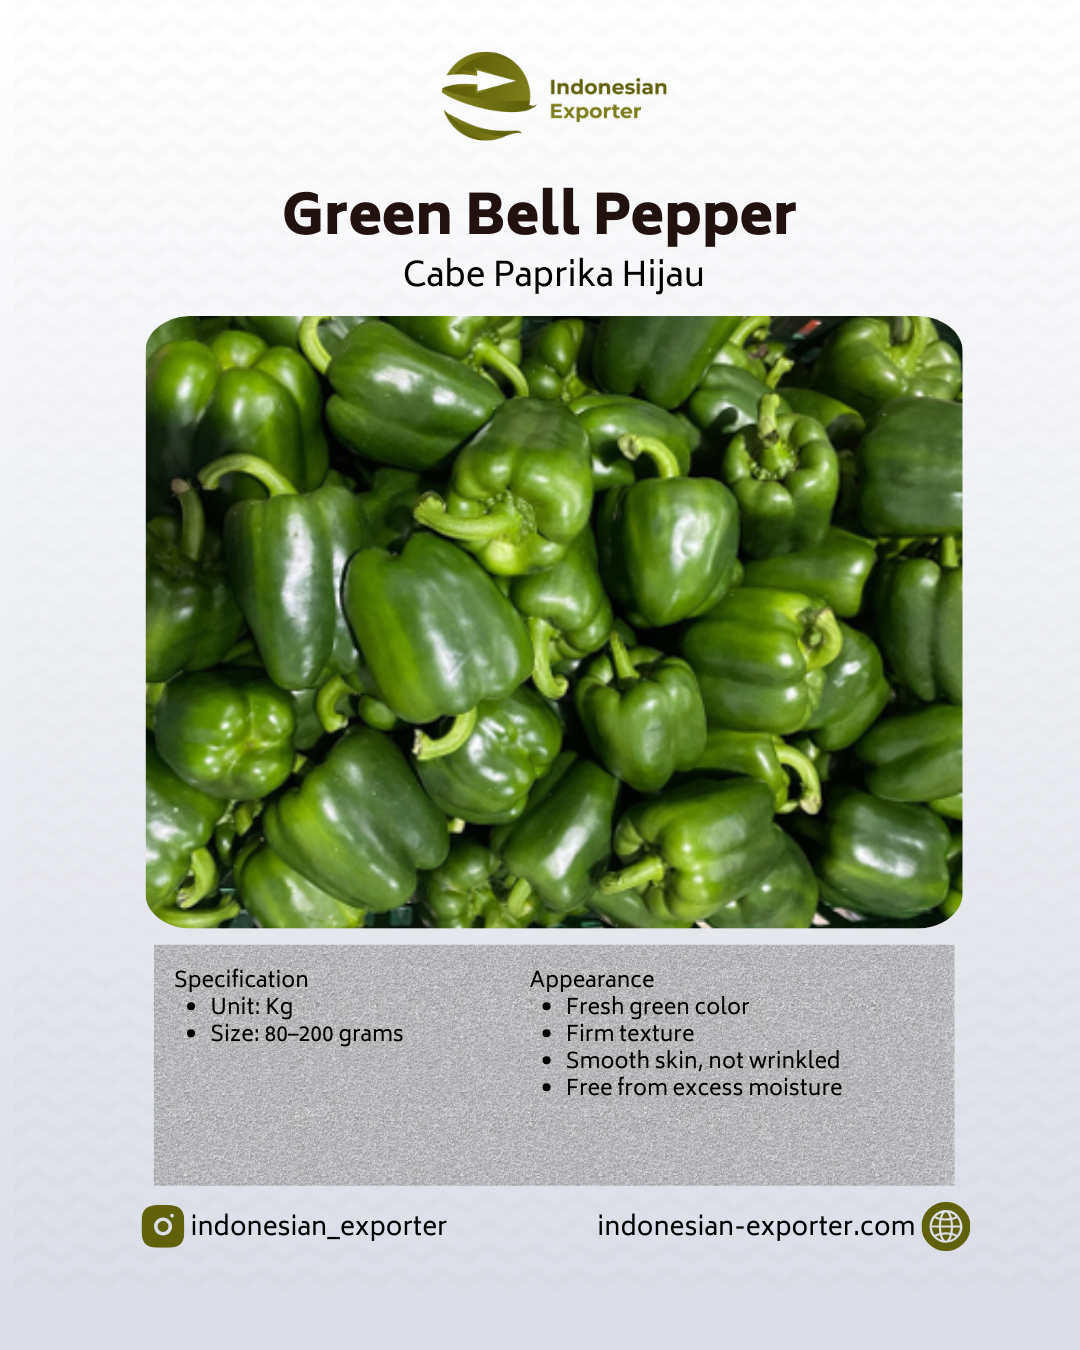 Indonesian
Exporter
Green Bell Pepper
Cabe Paprika Hijau
Specification
• Unit: Kg
• Size: 80–200 grams
Appearance
• Fresh green color
• Firm texture
• Smooth skin, not wrinkled
• Free from excess moisture
indonesian_exporter
indonesian-exporter.com